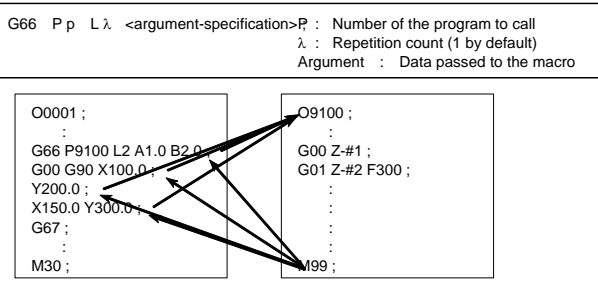 G66 P p L λ <argument-specification> P : Number of the program to call
λ : Repetition count (1 by default)
Argument : Data passed to the macro
O0001 ;
:
G66 P9100 L2 A1.0 B2.0 ;
G00 G90 X100.0 ;
Y200.0 ;
X150.0 Y300.0 ;
G67 ;
:
M30 ;
O9100 ;
:
G00 Z-#1 ;
G01 Z-#2 F300 ;
:
:
:
:
M99 ;